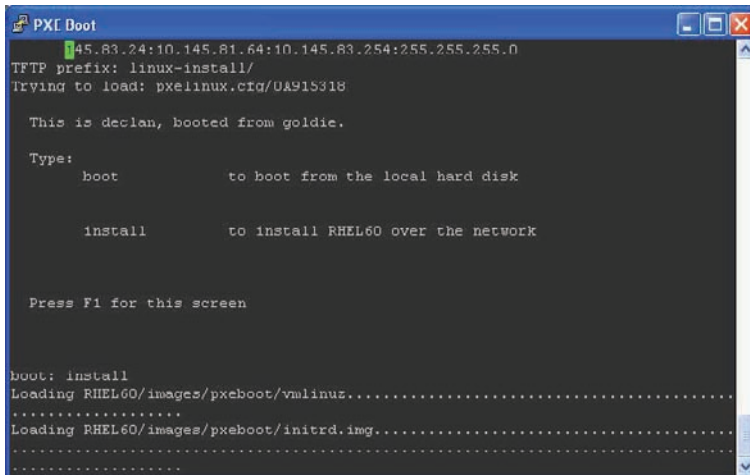 PXE Boot
145.83.24:10.145.81.64:10.145.83.254:255.255.255.0
TFTP prefix: linux-install/
Trying to load: pxelinux.cfg/0A915318
This is declan, booted from goldie.
Type:
boot to boot from the local hard disk
install to install RHEL60 over the network
Press F1 for this screen
boot: install
Loading RHEL60/images/pxeboot/vmlinuz...........................................
...................
Loading RHEL60/images/pxeboot/initrd.img........................................
................................................................................
...................